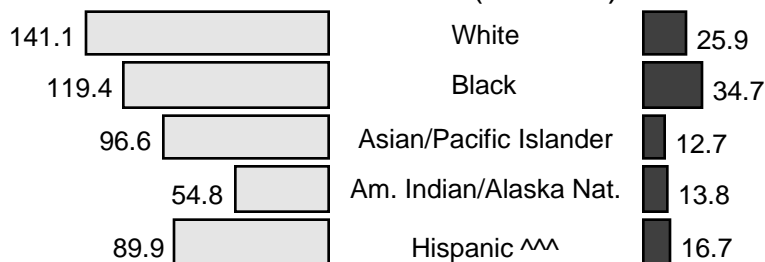 141.1 White 25.9
119.4 Black 34.7
96.6 Asian/Pacific Islander 12.7
54.8 Am. Indian/Alaska Nat. 13.8
89.9 Hispanic ^^^ 16.7